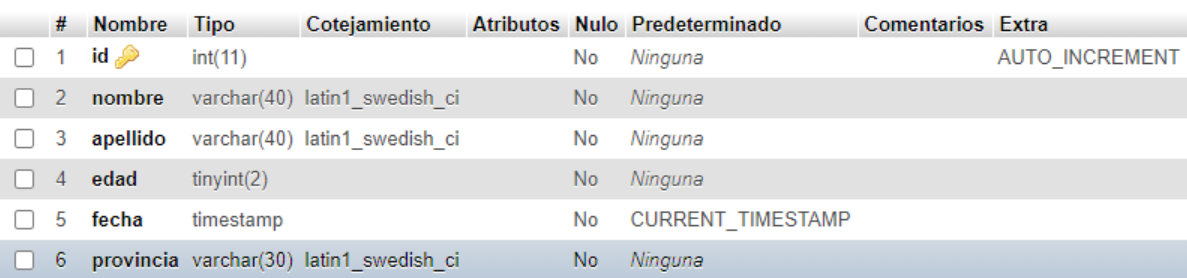 # Nombre Tipo Cotejamiento Atributos Nulo Predeterminado Comentarios Extra
1 id int(11) No Ninguna AUTO_INCREMENT
2 nombre varchar(40) latin1_swedish_ci No Ninguna
3 apellido varchar(40) latin1_swedish_ci No Ninguna
4 edad tinyint(2) No Ninguna
5 fecha timestamp No CURRENT_TIMESTAMP
6 provincia varchar(30) latin1_swedish_ci No Ninguna